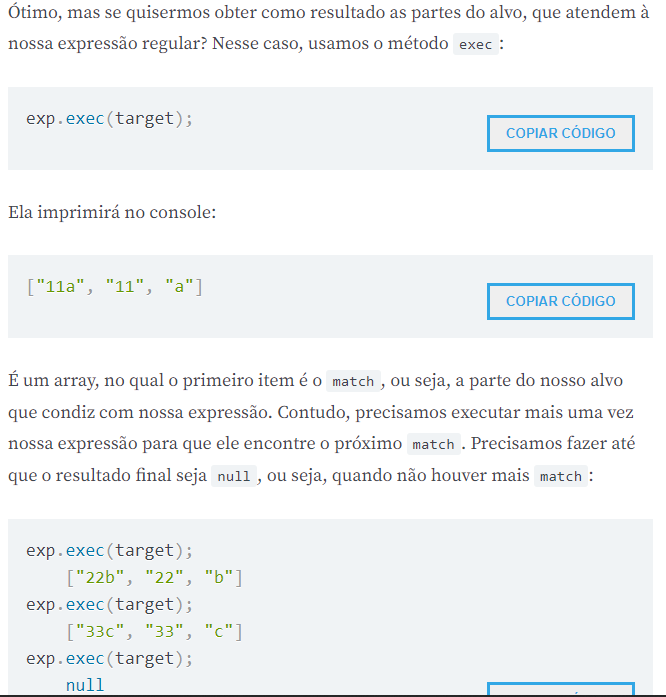 Ótimo, mas se quisermos obter como resultado as partes do alvo, que atendem à
nossa expressão regular? Nesse caso, usamos o método exec:
exp.exec(target);
COPIAR CÓDIGO
Ela imprimirá no console:
["11a", "11", "a"]
COPIAR CÓDIGO
É um array, no qual o primeiro item é o match, ou seja, a parte do nosso alvo
que condiz com nossa expressão. Contudo, precisamos executar mais uma vez
nossa expressão para que ele encontre o próximo match. Precisamos fazer até
que o resultado final seja null, ou seja, quando não houver mais match:
exp.exec(target);
["22b", "22", "b"]
exp.exec(target);
["33c", "33", "c"]
exp.exec(target);
null